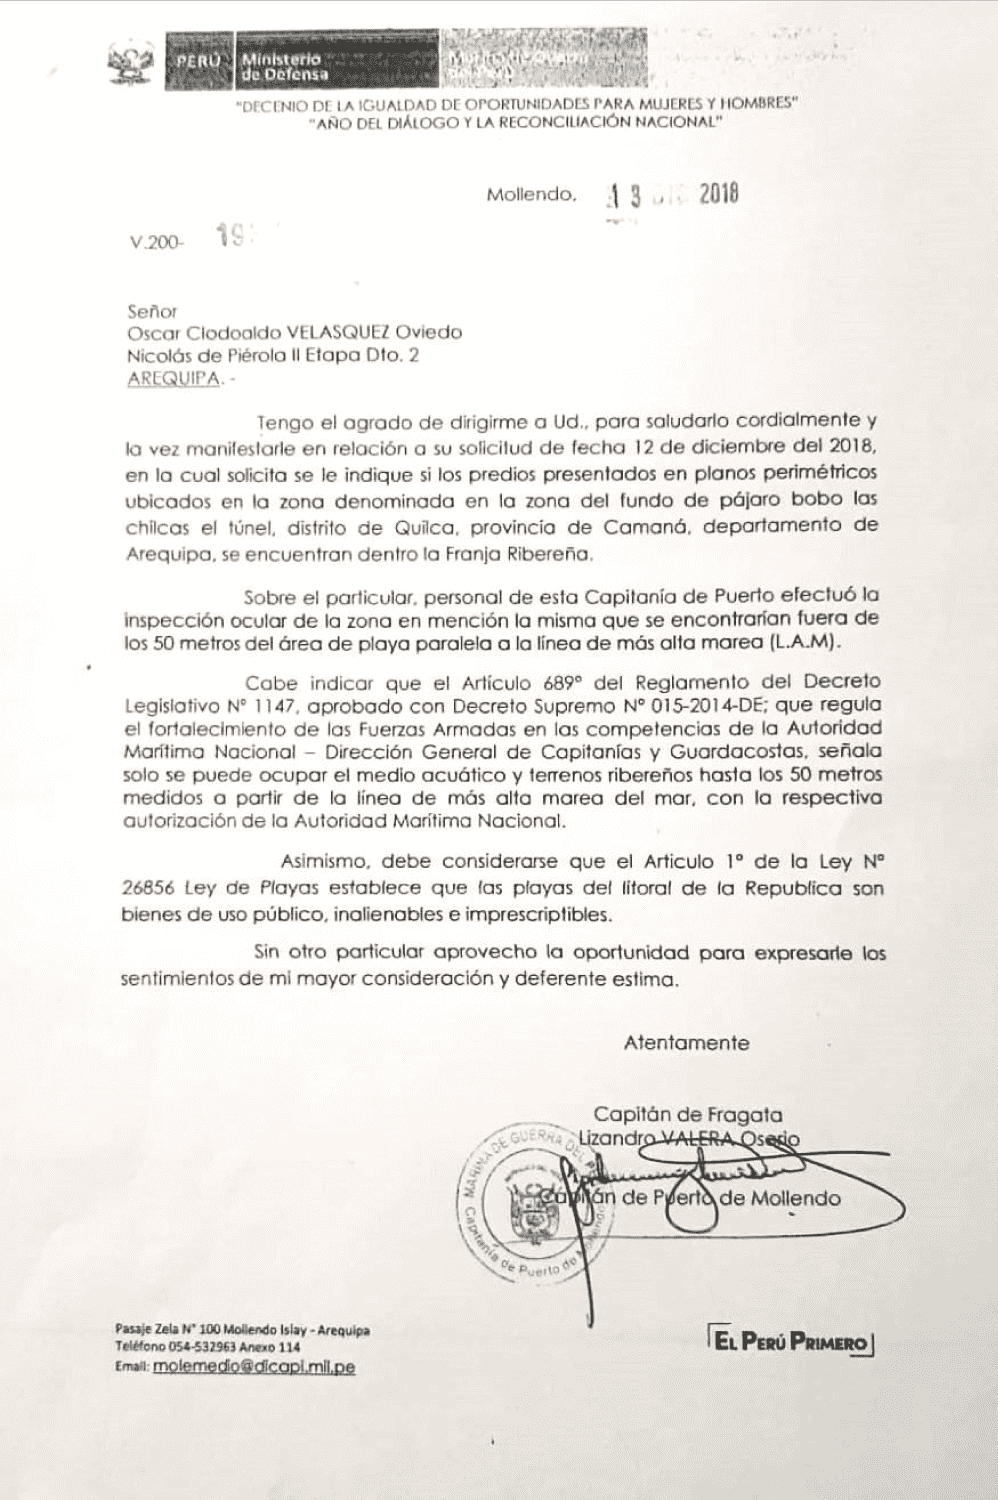 PERÚ
Ministerio
de Defensa
"DECENIO DE LA IGUALDAD DE OPORTUNIDADES PARA MUJERES Y HOMBRES"
"AÑO DEL DIÁLOGO Y LA RECONCILIACIÓN NACIONAL"
Mollendo, 13 DIC 2018
V.200- 19
Señor
Oscar Clodoaldo VELASQUEZ Oviedo
Nicolás de Piérola II Etapa Dto. 2
AREQUIPA. -
Tengo el agrado de dirigirme a Ud., para saludarlo cordialmente y
la vez manifestarle en relación a su solicitud de fecha 12 de diciembre del 2018,
en la cual solicita se le indique si los predios presentados en planos perimétricos
ubicados en la zona denominada en la zona del fundo de pájaro bobo las
chilcas el túnel, distrito de Quilca, provincia de Camaná, departamento de
Arequipa, se encuentran dentro la Franja Ribereña.
Sobre el particular, personal de esta Capitanía de Puerto efectuó la
inspección ocular de la zona en mención la misma que se encontrarían fuera de
los 50 metros del área de playa paralela a la línea de más alta marea (L.A.M).
Cabe indicar que el Artículo 689° del Reglamento del Decreto
Legislativo N° 1147, aprobado con Decreto Supremo N° 015-2014-DE; que regula
el fortalecimiento de las Fuerzas Armadas en las competencias de la Autoridad
Marítima Nacional – Dirección General de Capitanías y Guardacostas, señala
solo se puede ocupar el medio acuático y terrenos ribereños hasta los 50 metros
medidos a partir de la línea de más alta marea del mar, con la respectiva
autorización de la Autoridad Marítima Nacional.
Asimismo, debe considerarse que el Articulo 1° de la Ley N°
26856 Ley de Playas establece que las playas del litoral de la Republica son
bienes de uso público, inalienables e imprescriptibles.
Sin otro particular aprovecho la oportunidad para expresarle los
sentimientos de mi mayor consideración y deferente estima.
Atentamente
Capitán de Fragata
Lizandro VALERA Osorio
Capitán de Puerto de Mollendo
MARINA DE GUERRA DEL
Capitanía de Puerto de
Pasaje Zela N° 100 Mollendo Islay - Arequipa
Teléfono 054-532963 Anexo 114
Email: molemedio@dicapi.mil.pe
EL PERÚ PRIMERO